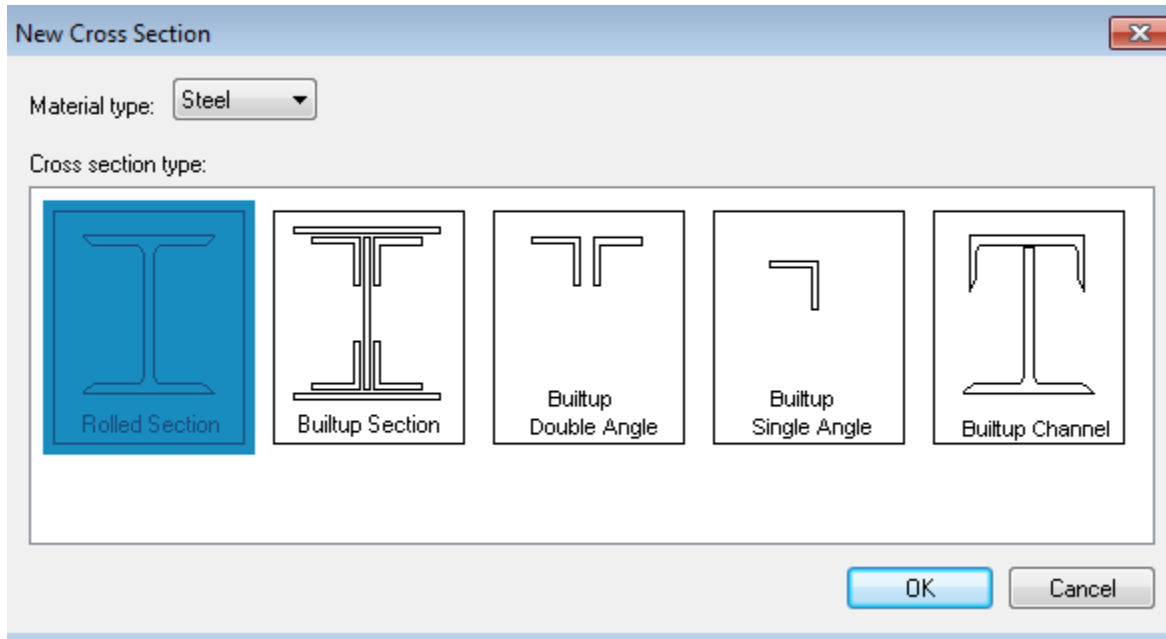 New Cross Section
Material type: Steel
Cross section type:
Rolled Section
Builtup Section
Builtup
Double Angle
Builtup
Single Angle
Builtup Channel
OK
Cancel